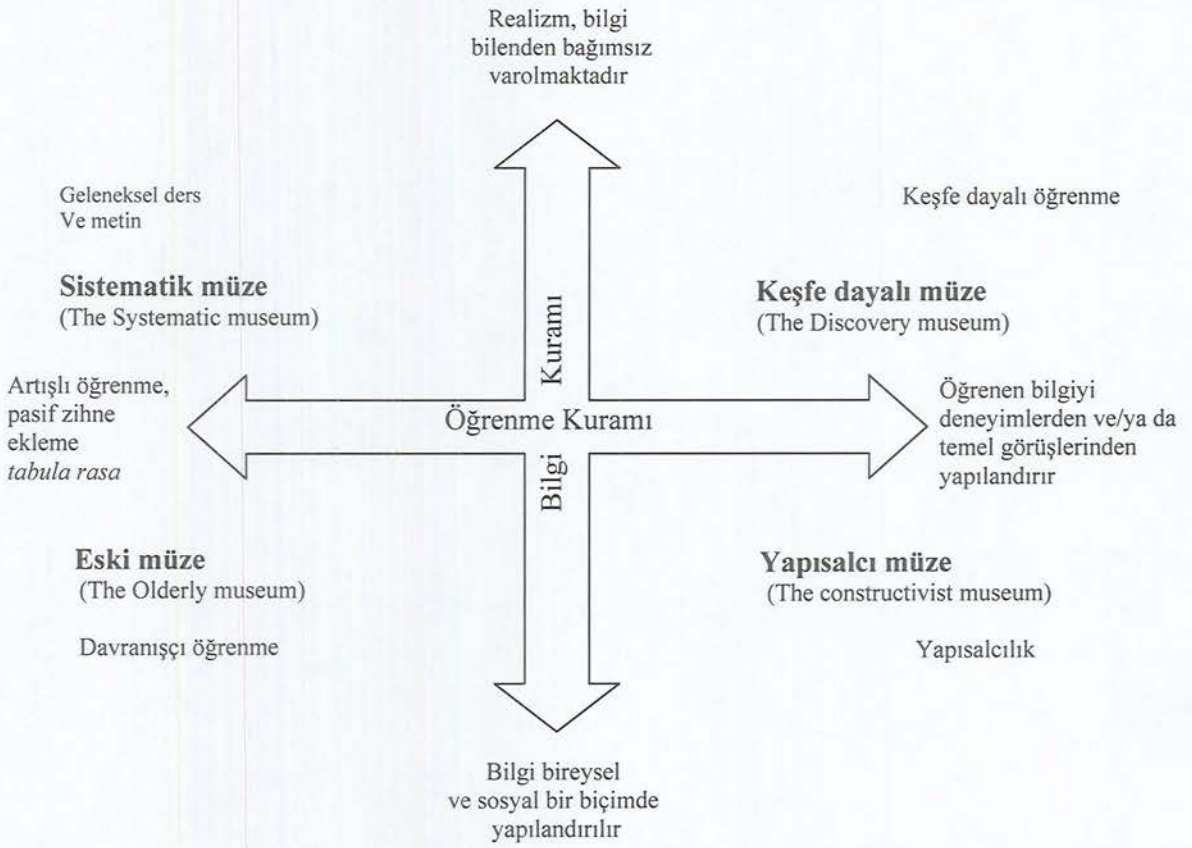 Realizm, bilgi
bilenden bağımsız
varolmaktadır
Geleneksel ders
Ve metin
Keşfe dayalı öğrenme
Sistematik müze
(The Systematic museum)
Keşfe dayalı müze
(The Discovery museum)
Kuramı
Artışlı öğrenme,
pasif zihne
ekleme
tabula rasa
Öğrenme Kuramı
Öğrenen bilgiyi
deneyimlerden ve/ya da
temel görüşlerinden
yapılandırır
Bilgi
Eski müze
(The Olderly museum)
Yapısalcı müze
(The constructivist museum)
Davranışçı öğrenme
Yapısalcılık
Bilgi bireysel
ve sosyal bir biçimde
yapılandırılır